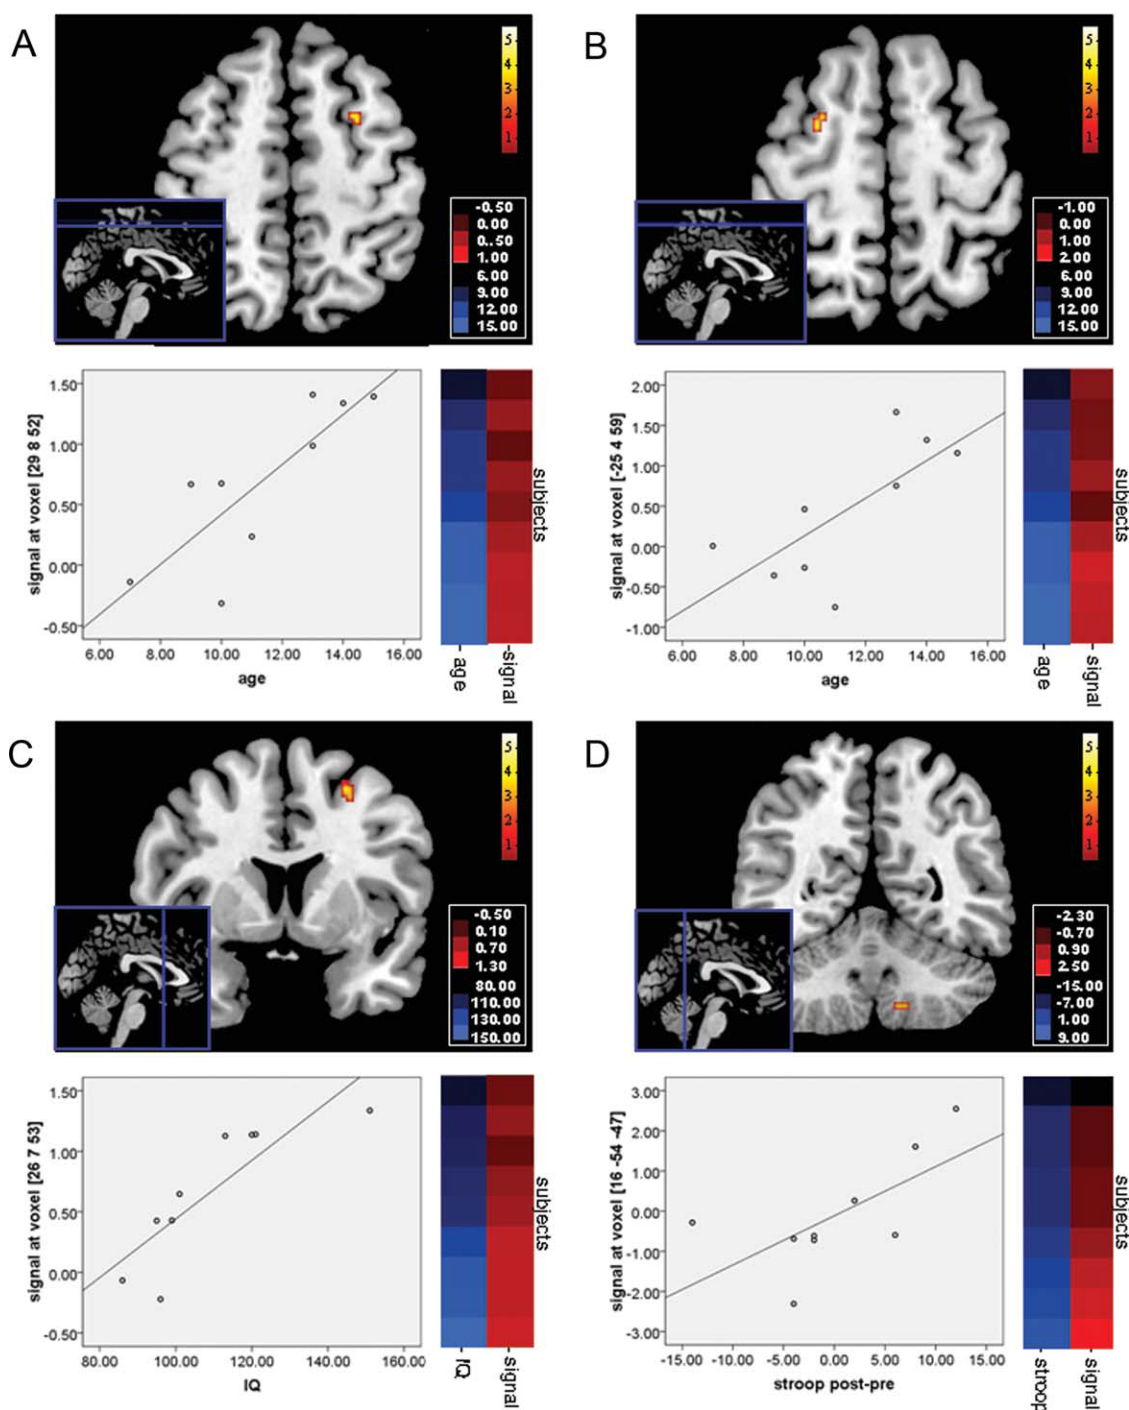 A
5
4
3
2
1
-0.50
0.00
0.50
1.00
6.00
9.00
12.00
15.00
signal at voxel [29 8 52]
1.50
1.00
0.50
0.00
-0.50
6.00 8.00 10.00 12.00 14.00 16.00
age
age
signal
subjects
B
5
4
3
2
1
-1.00
0.00
1.00
2.00
6.00
9.00
12.00
15.00
signal at voxel [-25 4 59]
2.00
1.50
1.00
0.50
0.00
-0.50
-1.00
6.00 8.00 10.00 12.00 14.00 16.00
age
age
signal
subjects
C
5
4
3
2
1
-0.50
0.10
0.70
1.30
80.00
110.00
130.00
150.00
signal at voxel [26 7 53]
1.50
1.00
0.50
0.00
-0.50
80.00 100.00 120.00 140.00 160.00
IQ
IQ
signal
subjects
D
5
4
3
2
1
-2.30
-0.70
0.90
2.50
-15.00
-7.00
1.00
9.00
signal at voxel [16 -54 -47]
3.00
2.00
1.00
0.00
-1.00
-2.00
-3.00
-15.00 -10.00 -5.00 0.00 5.00 10.00 15.00
stroop post-pre
stroop
signal
subjects